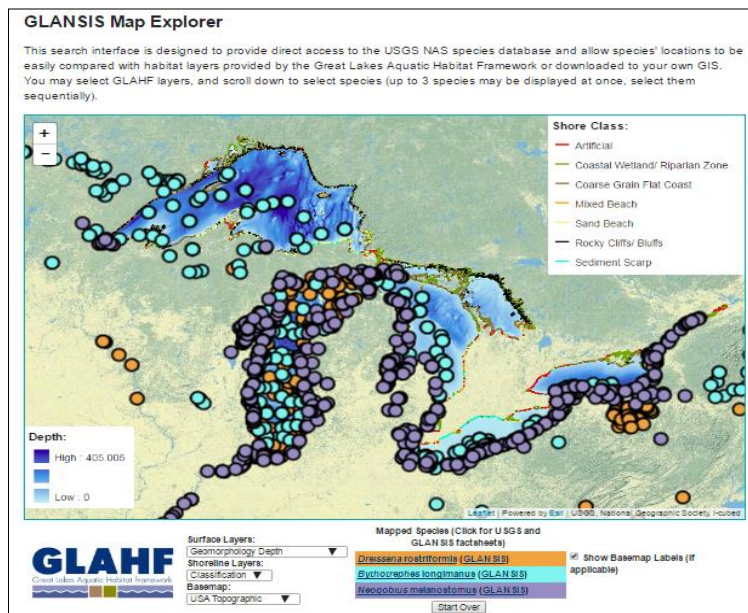 GLANSIS Map Explorer
This search interface is designed to provide direct access to the USGS NAS species database and allow species' locations to be
easily compared with habitat layers provided by the Great Lakes Aquatic Habitat Framework or downloaded to your own GIS.
You may select GLAHF layers, and scroll down to select species (up to 3 species may be displayed at once, select them
sequentially).
+
−
Shore Class:
Artificial
Coastal Wetland/ Riparian Zone
Coarse Grain Flat Coast
Mixed Beach
Sand Beach
Rocky Cliffs/ Bluffs
Sediment Scarp
Depth:
High : 405.005
Low : 0
Leaflet | Powered by Esri | USGS, National Geographic Society, i-cubed
GLAHF
Great Lakes Aquatic Habitat Framework
Surface Layers:
Geomorphology Depth ▼
Shoreline Layers:
Classification ▼
Basemap:
USA Topographic ▼
Mapped Species (Click for USGS and
GLANSIS factsheets)
Dreissena rostriformis (GLANSIS)
Bythotrephes longimanus (GLANSIS)
Neogobius melanostomus (GLANSIS)
Start Over
Show Basemap Labels (if
applicable)